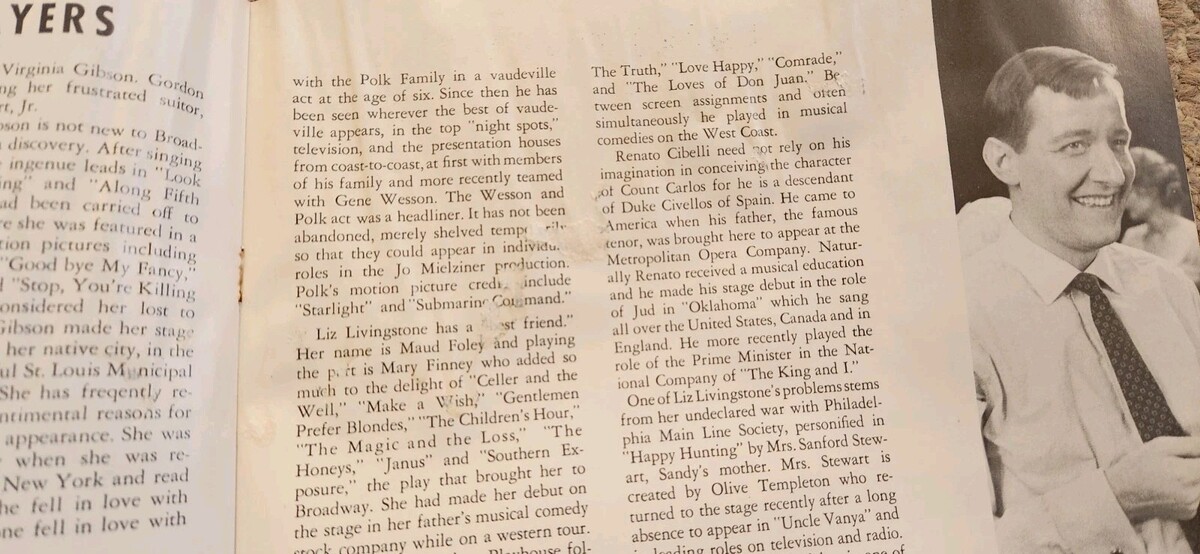 YERS
Virginia Gibson. Gordon
ng her frustrated suitor,
rt, Jr.
oson is not new to Broad-
discovery. After singing
ingenue leads in "Look
ing" and "Along Fifth
ad been carried off to
e she was featured in a
tion pictures including
"Good bye My Fancy,"
"Stop, You're Killing
onsidered her lost to
Gibson made her stage
her native city, in the
ul St. Louis Municipal
She has freqently re-
ntimental reasons for
appearance. She was
when she was re-
New York and read
he fell in love with
ne fell in love with
with the Polk Family in a vaudeville
act at the age of six. Since then he has
been seen wherever the best of vaude-
ville appears, in the top "night spots,"
television, and the presentation houses
from coast-to-coast, at first with members
of his family and more recently teamed
with Gene Wesson. The Wesson and
Polk act was a headliner. It has not been
abandoned, merely shelved temp rily
so that they could appear in individu
roles in the Jo Mielziner production.
Polk's motion picture credi include
"Starlight" and "Submarine Command."
Liz Livingstone has a st friend."
Her name is Maud Foley and playing
the p rt is Mary Finney who added so
much to the delight of "Celler and the
Well," "Make a Wish," "Gentlemen
Prefer Blondes," "The Children's Hour,"
"The Magic and the Loss," "The
Honeys," "Janus" and "Southern Ex-
posure," the play that brought her to
Broadway. She had made her debut on
the stage in her father's musical comedy
stock company while on a western tour.
Playhouse fol-
The Truth," "Love Happy," "Comrade,"
and "The Loves of Don Juan." Be
tween screen assignments and often
simultaneously he played in musical
comedies on the West Coast.
Renato Cibelli need not rely on his
imagination in conceiving the character
of Count Carlos for he is a descendant
of Duke Civellos of Spain. He came to
America when his father, the famous
tenor, was brought here to appear at the
Metropolitan Opera Company. Natur-
ally Renato received a musical education
and he made his stage debut in the role
of Jud in "Oklahoma" which he sang
all over the United States, Canada and in
England. He more recently played the
role of the Prime Minister in the Nat-
ional Company of "The King and I."
One of Liz Livingstone's problems stems
from her undeclared war with Philadel-
phia Main Line Society, personified in
"Happy Hunting" by Mrs. Sanford Stew-
art, Sandy's mother. Mrs. Stewart is
created by Olive Templeton who re-
turned to the stage recently after a long
absence to appear in "Uncle Vanya" and
in leading roles on television and radio.
one of